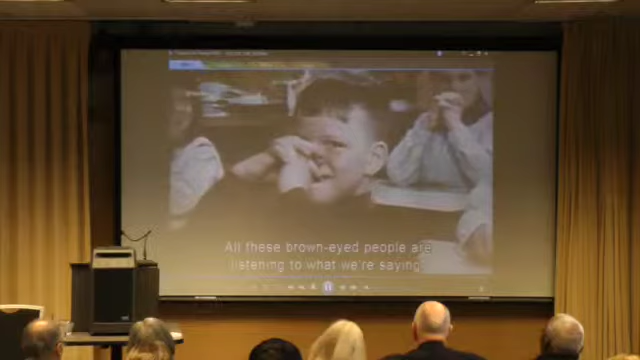 All these brown-eyed people are
listening to what we're saying